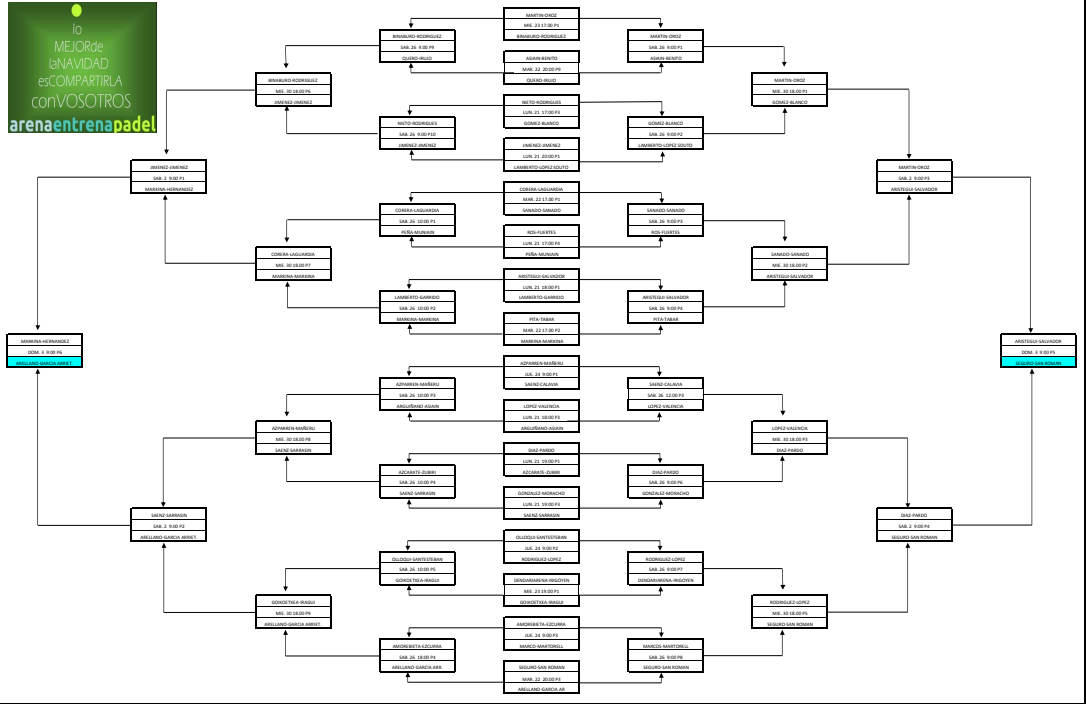 lo
MEJORde
laNAVIDAD
esCOMPARTIRLA
conVOSOTROS
arenaentrenapadel
MARTIN-OROZ
MIE. 23 17.00 P1
BINABURO-RODRIGUEZ
ASIAIN-BENITO
MAR. 22 20:00 P9
QUERO-IRUJO
NIETO-RODRIGUES
LUN. 21 17:00 P3
GOMEZ-BLANCO
JIMENEZ-JIMENEZ
LUN. 21 20:00 P1
LAMBERTO-LOPEZ SOUTO
CORERA-LAGUARDIA
MAR. 22 17.00 P1
SANADO-SANADO
ROS-FUERTES
LUN. 21 17:00 P4
PEÑA-MUNIAIN
ARISTEGUI-SALVADOR
LUN. 21 18:00 P1
LAMBERTO-GARRIDO
PITA-TABAR
MAR. 22 17.00 P2
MARKINA-MARKINA
AZPARREN-MAÑERU
JUE. 24 9:00 P1
SAENZ-CALAVIA
LOPEZ-VALENCIA
LUN. 21 18:00 P3
ARGUIÑANO-ASIAIN
DIAZ-PARDO
LUN. 21 19:00 P1
AZCARATE-ZUBIRI
GONZALEZ-MORACHO
LUN. 21 19:00 P3
SAENZ-SARRASIN
OLLOQUI-SANTESTEBAN
JUE. 24 9:00 P2
RODRIGUEZ-LOPEZ
DENDARIARENA-IRIGOYEN
MIE. 23 19:00 P1
GOIKOETXEA-IRAGUI
AMOREBIETA-EZCURRA
JUE. 24 9:00 P3
MARCO-MARTORELL
SEGURO-SAN ROMAN
MAR. 22 20:00 P3
ARELLANO-GARCIA AR
BINABURO-RODRIGUEZ
SAB. 26 9:00 P9
QUERO-IRUJO
NIETO-RODRIGUES
SAB. 26 9:00 P10
JIMENEZ-JIMENEZ
CORERA-LAGUARDIA
SAB. 26 10:00 P1
PEÑA-MUNIAIN
LAMBERTO-GARRIDO
SAB. 26 10:00 P2
MARKINA-MARKINA
AZPARREN-MAÑERU
SAB. 26 10:00 P3
ARGUIÑANO-ASIAIN
AZCARATE-ZUBIRI
SAB. 26 10:00 P4
SAENZ-SARRASIN
OLLOQUI-SANTESTEBAN
SAB. 26 10:00 P5
GOIKOETXEA-IRAGUI
AMOREBIETA-EZCURRA
SAB. 26 18:00 P4
ARELLANO-GARCIA ARR.
MARTIN-OROZ
SAB. 26 9:00 P1
ASIAIN-BENITO
GOMEZ-BLANCO
SAB. 26 9:00 P2
LAMBERTO-LOPEZ SOUTO
SANADO-SANADO
SAB. 26 9:00 P3
ROS-FUERTES
ARISTEGUI-SALVADOR
SAB. 26 9:00 P4
PITA-TABAR
SAENZ-CALAVIA
SAB. 26 12:00 P3
LOPEZ-VALENCIA
DIAZ-PARDO
SAB. 26 9:00 P6
GONZALEZ-MORACHO
RODRIGUEZ-LOPEZ
SAB. 26 9:00 P7
DENDARIARENA-IRIGOYEN
MARCOS-MARTORELL
SAB. 26 9:00 P8
SEGURO-SAN ROMAN
BINABURO-RODRIGUEZ
MIE. 30 18.00 P6
JIMENEZ-JIMENEZ
CORERA-LAGUARDIA
MIE. 30 18.00 P7
MARKINA-MARKINA
AZPARREN-MAÑERU
MIE. 30 18.00 P8
SAENZ-SARRASIN
GOIKOETXEA-IRAGUI
MIE. 30 18.00 P9
ARELLANO-GARCIA ARRIET.
MARTIN-OROZ
MIE. 30 18.00 P1
GOMEZ-BLANCO
SANADO-SANADO
MIE. 30 18.00 P2
ARISTEGUI-SALVADOR
LOPEZ-VALENCIA
MIE. 30 18.00 P3
DIAZ-PARDO
RODRIGUEZ-LOPEZ
MIE. 30 18.00 P5
SEGURO-SAN ROMAN
JIMENEZ-JIMENEZ
SAB. 2 9:00 P1
MARKINA-HERNANDEZ
SAENZ-SARRASIN
SAB. 2 9:00 P2
ARELLANO-GARCIA ARRIET.
MARTIN-OROZ
SAB. 2 9:00 P3
ARISTEGUI-SALVADOR
DIAZ-PARDO
SAB. 2 9:00 P4
SEGURO-SAN ROMAN
MARKINA-HERNANDEZ
DOM. 3 9:00 P6
ARELLANO-GARCIA ARRIET.
ARISTEGUI-SALVADOR
DOM. 3 9:00 P5
SEGURO-SAN ROMAN